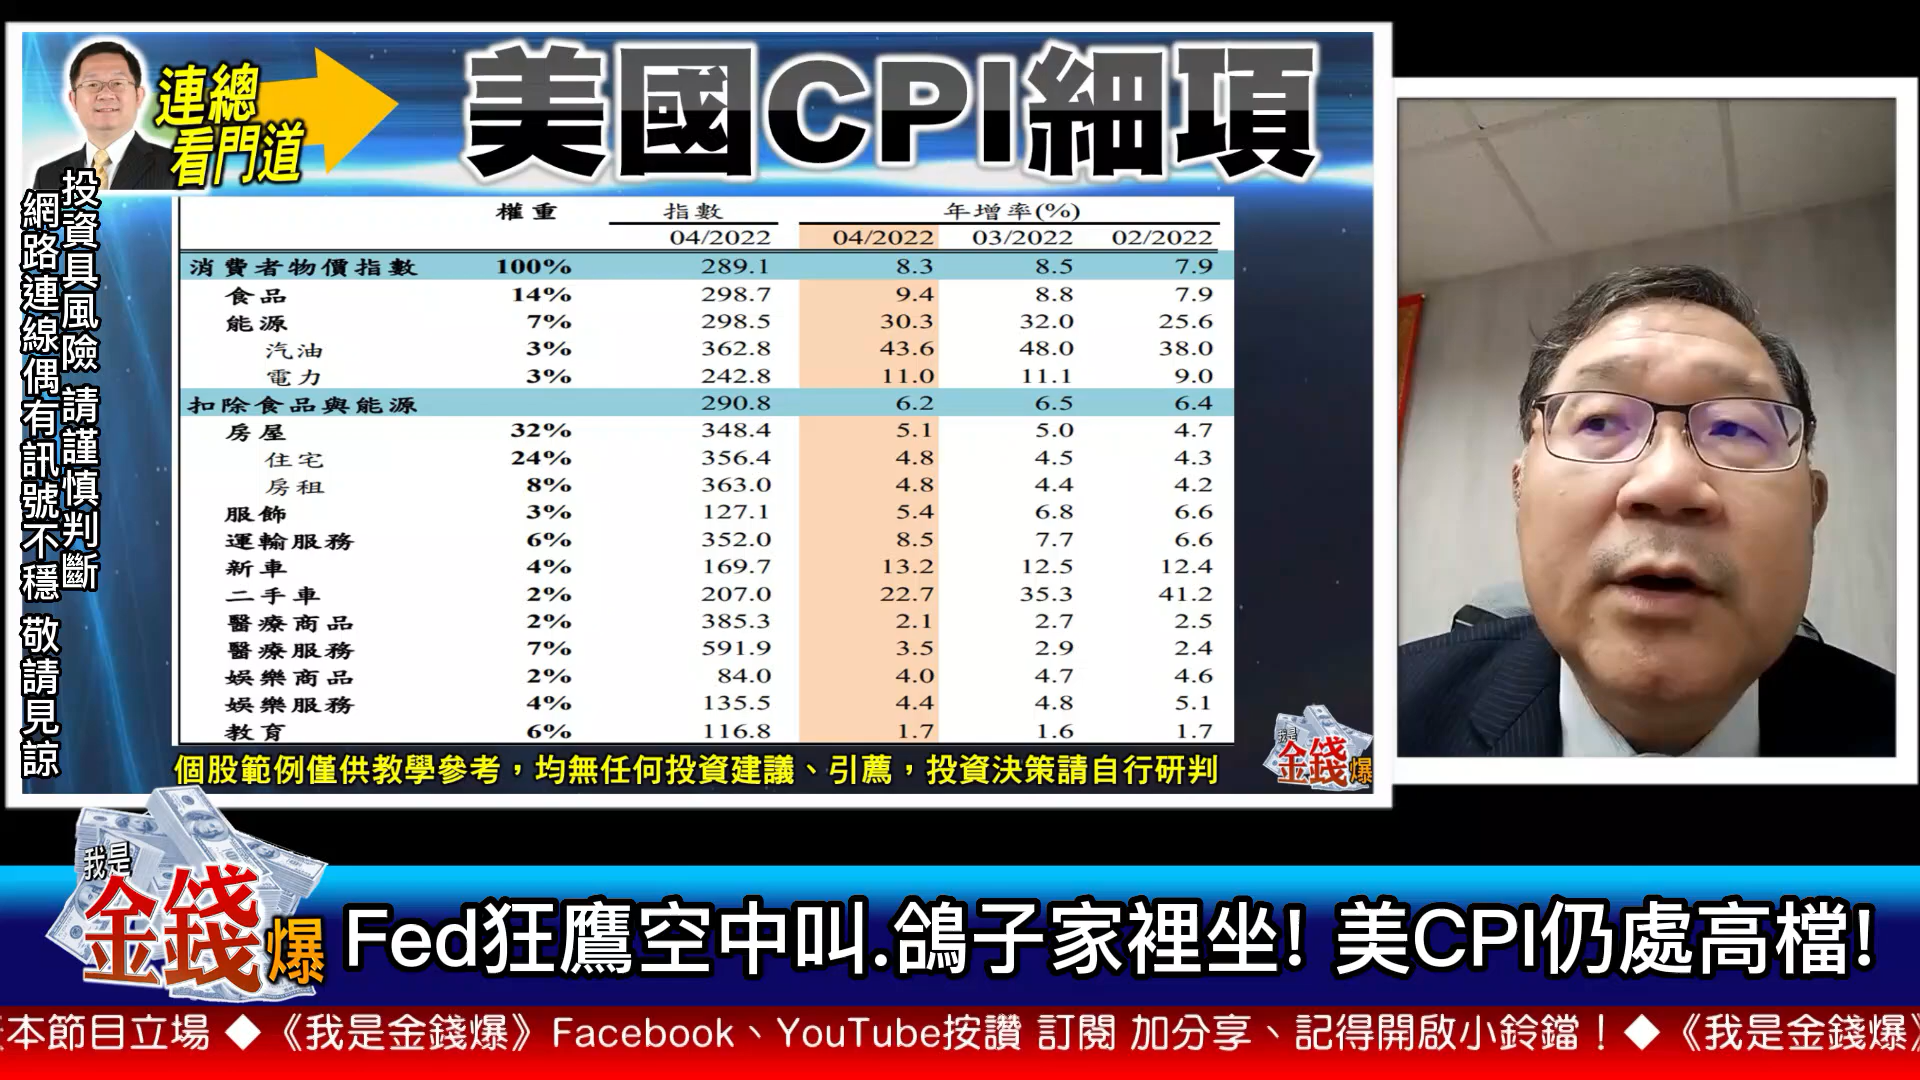 連總
看門道
美國CPI細項
投資具風險 請謹慎判斷
網路連線偶有訊號不穩 敬請見諒
權重 指數 年增率(%)
04/2022 04/2022 03/2022 02/2022
消費者物價指數 100% 289.1 8.3 8.5 7.9
食品 14% 298.7 9.4 8.8 7.9
能源 7% 298.5 30.3 32.0 25.6
汽油 3% 362.8 43.6 48.0 38.0
電力 3% 242.8 11.0 11.1 9.0
扣除食品與能源 290.8 6.2 6.5 6.4
房屋 32% 348.4 5.1 5.0 4.7
住宅 24% 356.4 4.8 4.5 4.3
房租 8% 363.0 4.8 4.4 4.2
服飾 3% 127.1 5.4 6.8 6.6
運輸服務 6% 352.0 8.5 7.7 6.6
新車 4% 169.7 13.2 12.5 12.4
二手車 2% 207.0 22.7 35.3 41.2
醫療商品 2% 385.3 2.1 2.7 2.5
醫療服務 7% 591.9 3.5 2.9 2.4
娛樂商品 2% 84.0 4.0 4.7 4.6
娛樂服務 4% 135.5 4.4 4.8 5.1
教育 6% 116.8 1.7 1.6 1.7
我是
金錢爆
個股範例僅供教學參考，均無任何投資建議、引薦，投資決策請自行研判
我是
金錢爆
Fed狂鷹空中叫.鴿子家裡坐! 美CPI仍處高檔!
本節目立場 ◆《我是金錢爆》Facebook、YouTube按讚 訂閱 加分享、記得開啟小鈴鐺！◆《我是金錢爆》